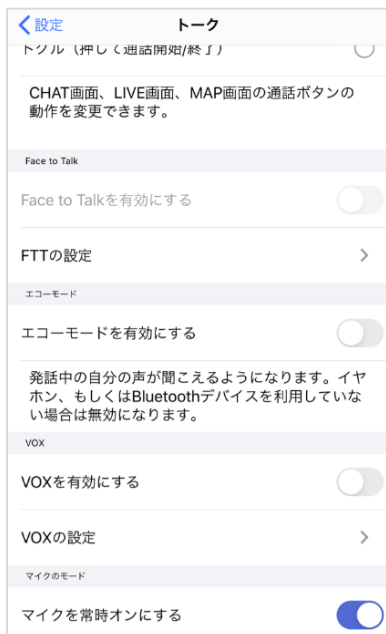 設定
トーク
トグル（押して通話開始/終了）
CHAT画面、LIVE画面、MAP画面の通話ボタンの
動作を変更できます。
Face to Talk
Face to Talkを有効にする
FTTの設定
エコーモード
エコーモードを有効にする
発話中の自分の声が聞こえるようになります。イヤ
ホン、もしくはBluetoothデバイスを利用していな
い場合は無効になります。
VOX
VOXを有効にする
VOXの設定
マイクのモード
マイクを常時オンにする